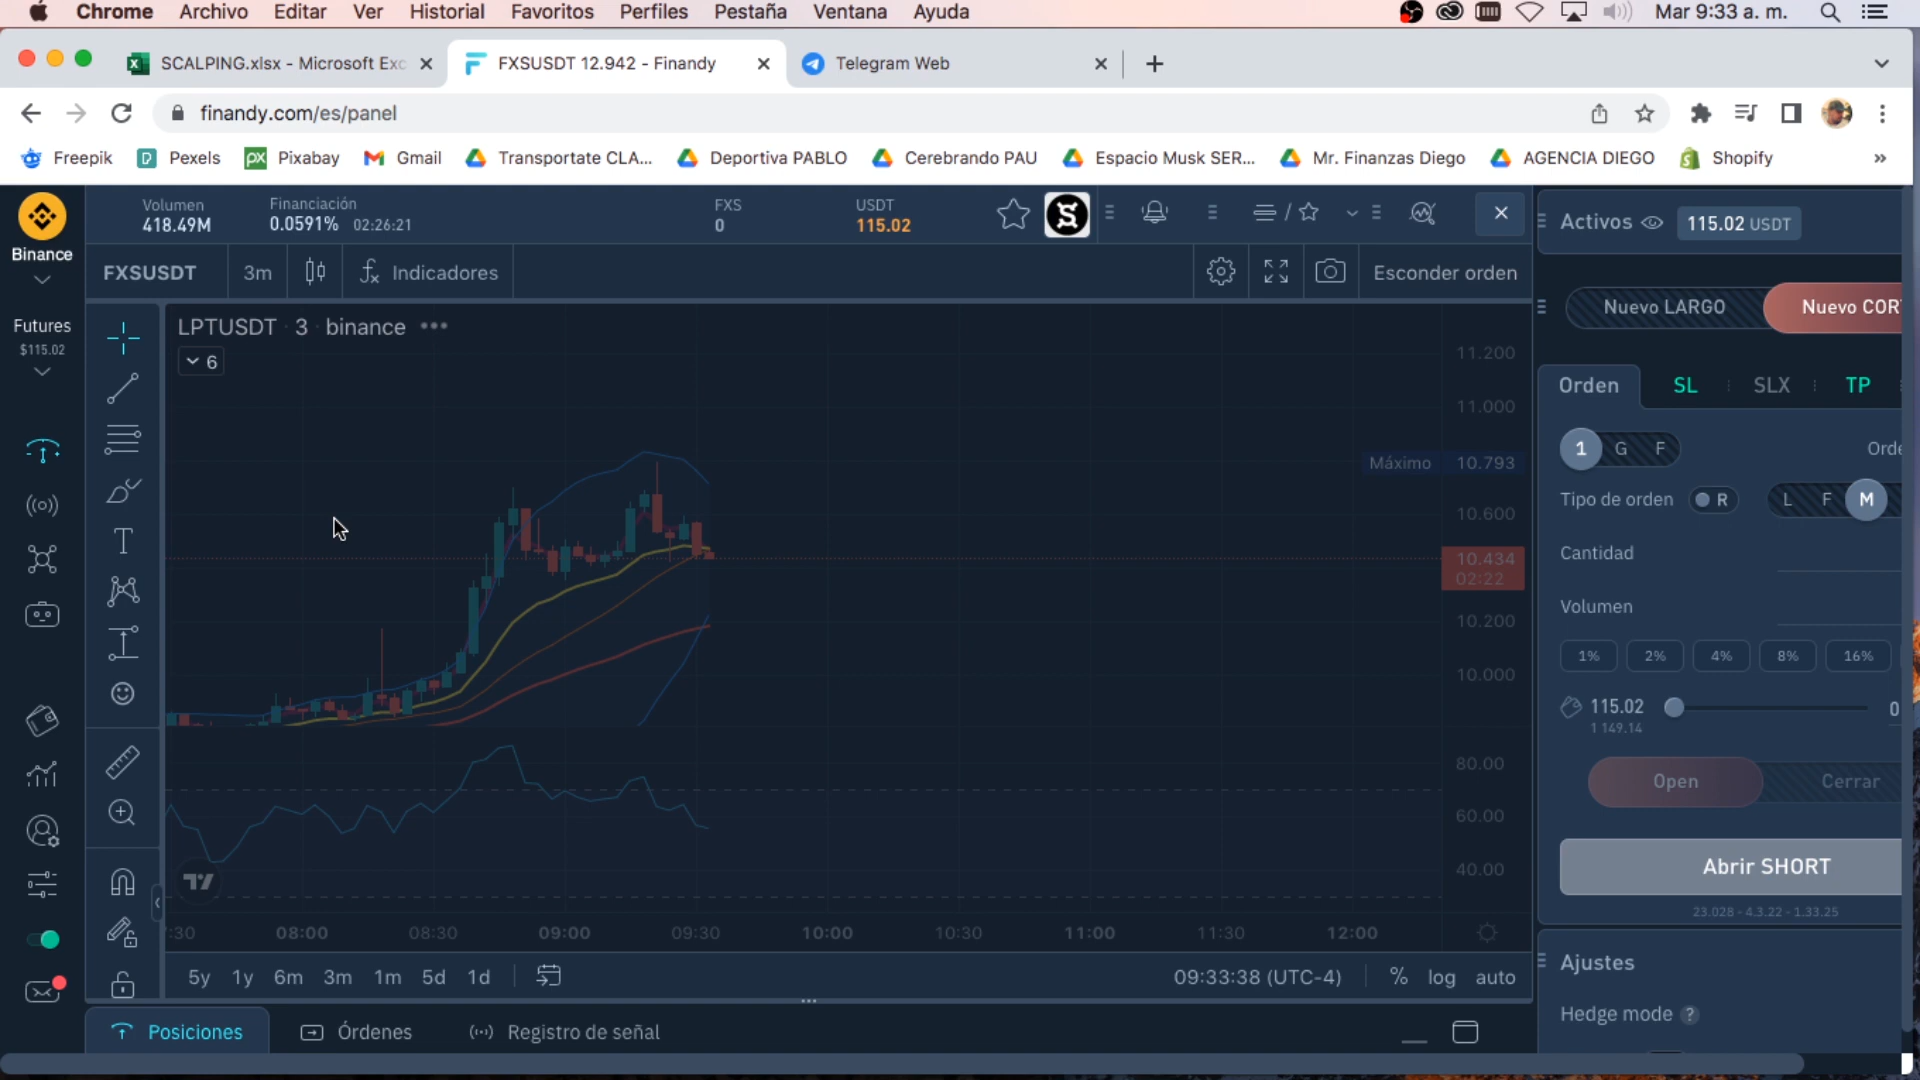 Chrome Archivo Editar Ver Historial Favoritos Perfiles Pestaña Ventana Ayuda Mar 9:33 a. m.
SCALPING.xlsx - Microsoft Exc FXSUSDT 12.942 - Finandy Telegram Web
finandy.com/es/panel
Freepik Pexels Pixabay Gmail Transportate CLA... Deportiva PABLO Cerebrando PAU Espacio Musk SER... Mr. Finanzas Diego AGENCIA DIEGO Shopify »
Volumen Financiación FXS USDT
418.49M 0.0591% 02:26:21 0 115.02
Activos 115.02 USDT
Binance
FXSUSDT 3m Indicadores Esconder orden
Nuevo LARGO Nuevo COR
Futures
$115.02
LPTUSDT · 3 · binance
6
11.200
11.000
Máximo 10.793
10.600
10.434
02:22
10.200
10.000
80.00
60.00
40.00
:30 08:00 08:30 09:00 09:30 10:00 10:30 11:00 11:30 12:00
5y 1y 6m 3m 1m 5d 1d 09:33:38 (UTC-4) % log auto
Posiciones Órdenes Registro de señal
Orden SL SLX TP
1 G F Orde
Tipo de orden R L F M
Cantidad
Volumen
1% 2% 4% 8% 16%
115.02 0
1 149.14
Open Cerrar
Abrir SHORT
23.028 - 4.3.22 - 1.33.25
Ajustes
Hedge mode ?